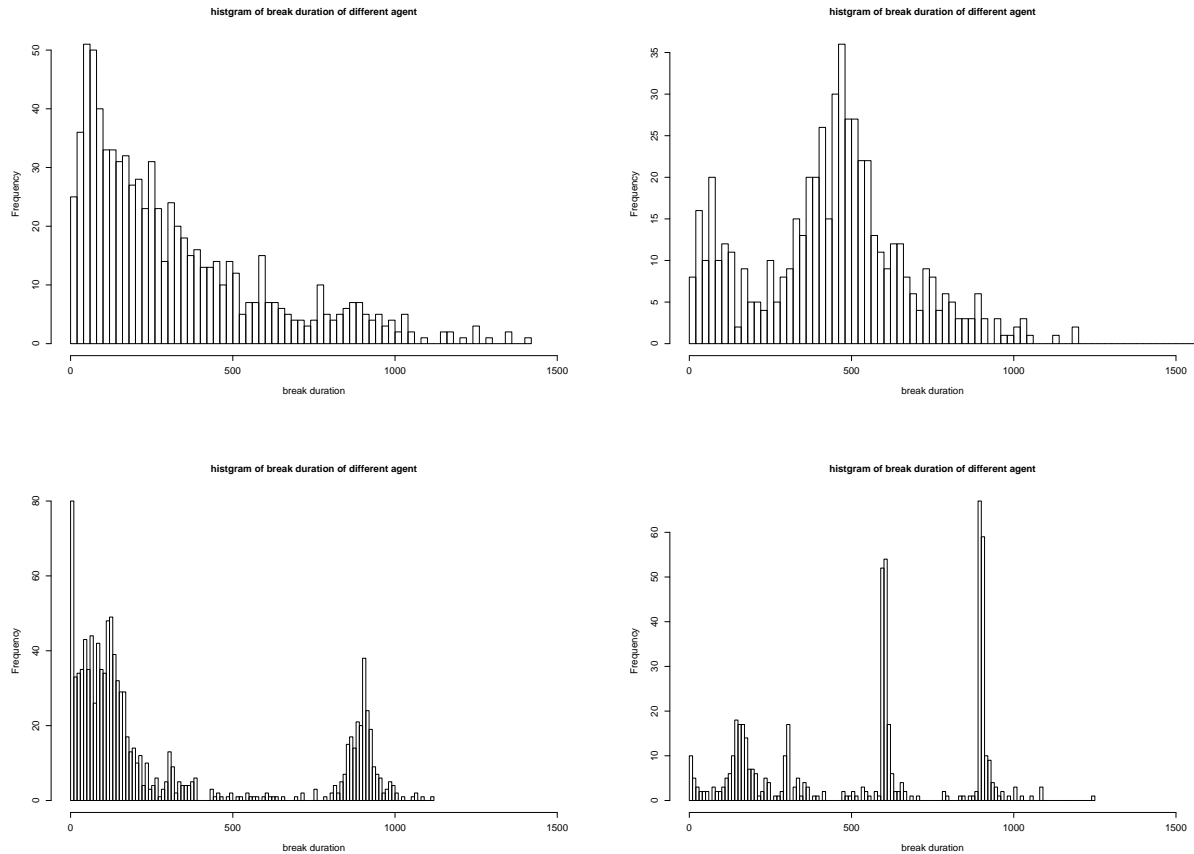 histgram of break duration of different agent
Frequency
50
40
30
20
10
0
0 500 1000 1500
break duration
histgram of break duration of different agent
Frequency
35
30
25
20
15
10
5
0
0 500 1000 1500
break duration
histgram of break duration of different agent
Frequency
80
60
40
20
0
0 500 1000 1500
break duration
histgram of break duration of different agent
Frequency
60
50
40
30
20
10
0
0 500 1000 1500
break duration